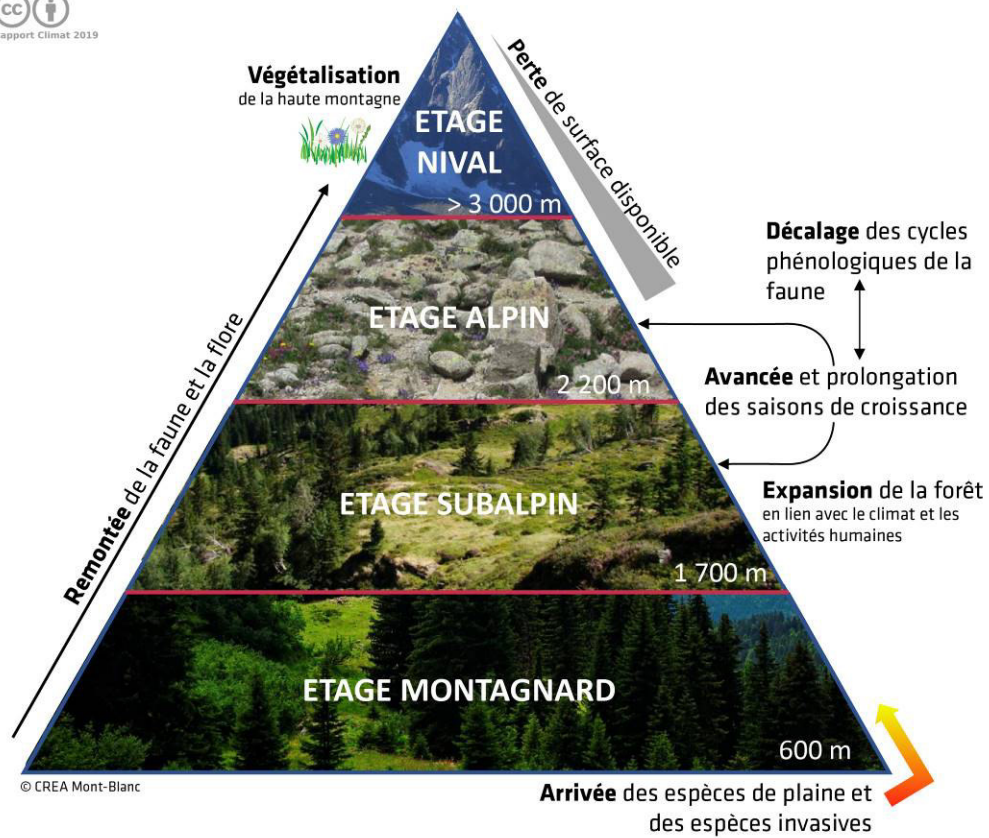 cc
apport Climat 2019
Végétalisation
de la haute montagne
Perte de surface disponible
ETAGE
NIVAL
> 3 000 m
Remontée de la faune et la flore
ETAGE ALPIN
2 200 m
Décalage des cycles
phénologiques de la
faune
Avancée et prolongation
des saisons de croissance
ETAGE SUBALPIN
1 700 m
Expansion de la forêt
en lien avec le climat et les
activités humaines
ETAGE MONTAGNARD
600 m
© CREA Mont-Blanc
Arrivée des espèces de plaine et
des espèces invasives